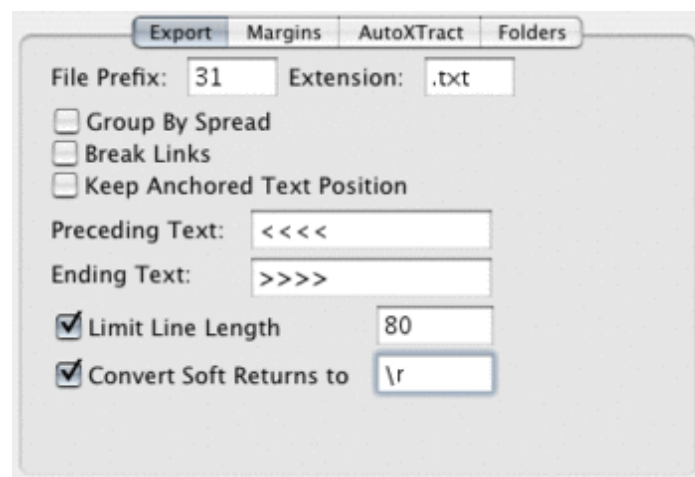 Export Margins AutoXTract Folders
File Prefix: 31 Extension: .txt
Group By Spread
Break Links
Keep Anchored Text Position
Preceding Text: <<<<
Ending Text: >>>>
Limit Line Length 80
Convert Soft Returns to \r